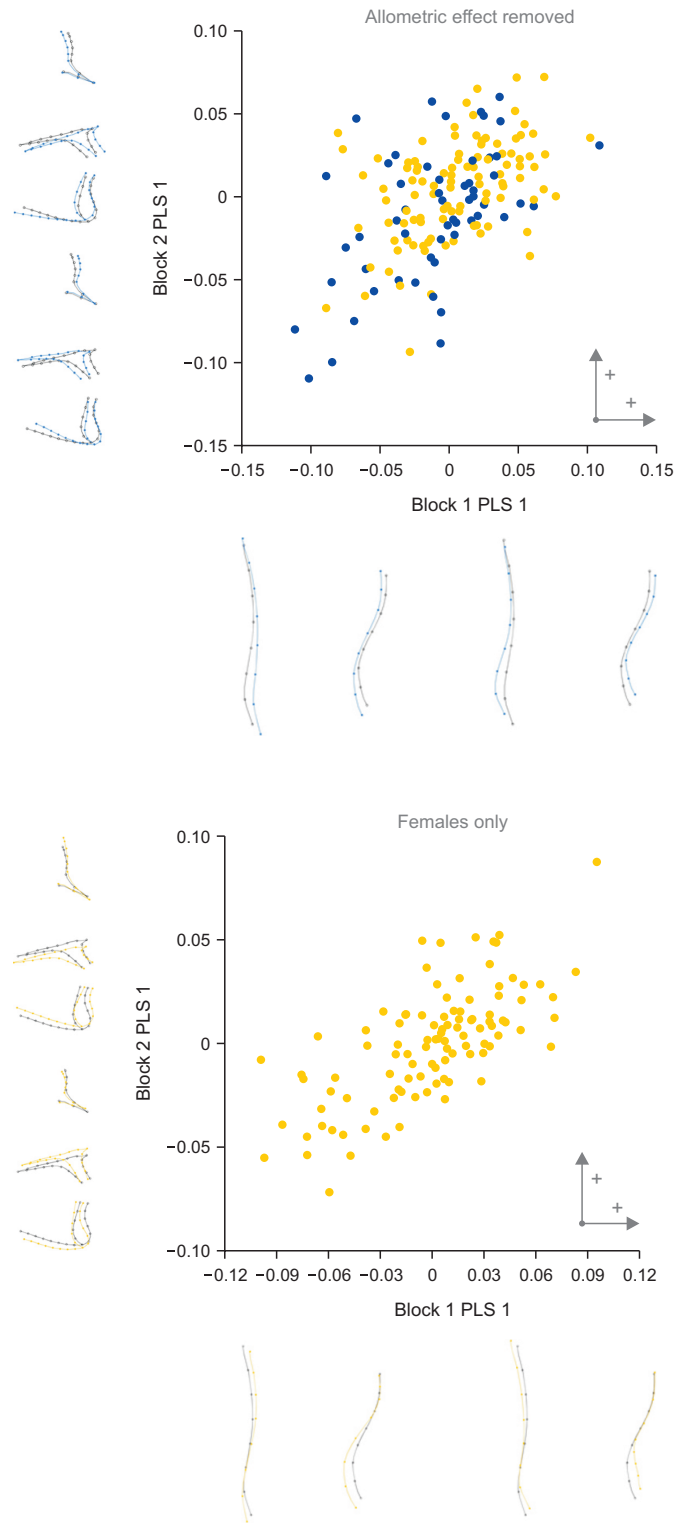 Allometric effect removed
0.10
0.05
0
−0.05
−0.10
−0.15
Block 2 PLS 1
+
+
−0.15 −0.10 −0.05 0 0.05 0.10 0.15
Block 1 PLS 1
Females only
0.10
0.05
0
−0.05
−0.10
Block 2 PLS 1
+
+
−0.12 −0.09 −0.06 −0.03 0 0.03 0.06 0.09 0.12
Block 1 PLS 1